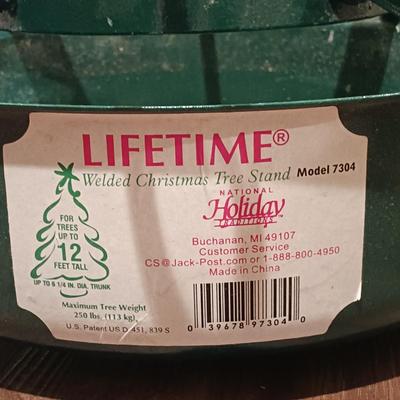 LIFETIME®
Welded Christmas Tree Stand Model 7304
NATIONAL
Holiday
TRADITIONS
FOR
TREES
UP TO
12
FEET TALL
UP to 6 1/4 IN. DIA. TRUNK
Buchanan, MI 49107
Customer Service
CS@Jack-Post.com or 1-888-800-4950
Made in China
Maximum Tree Weight
250 lbs. (113 kg)
U.S. Patent US D 451, 839 S
0 39678 97304 0